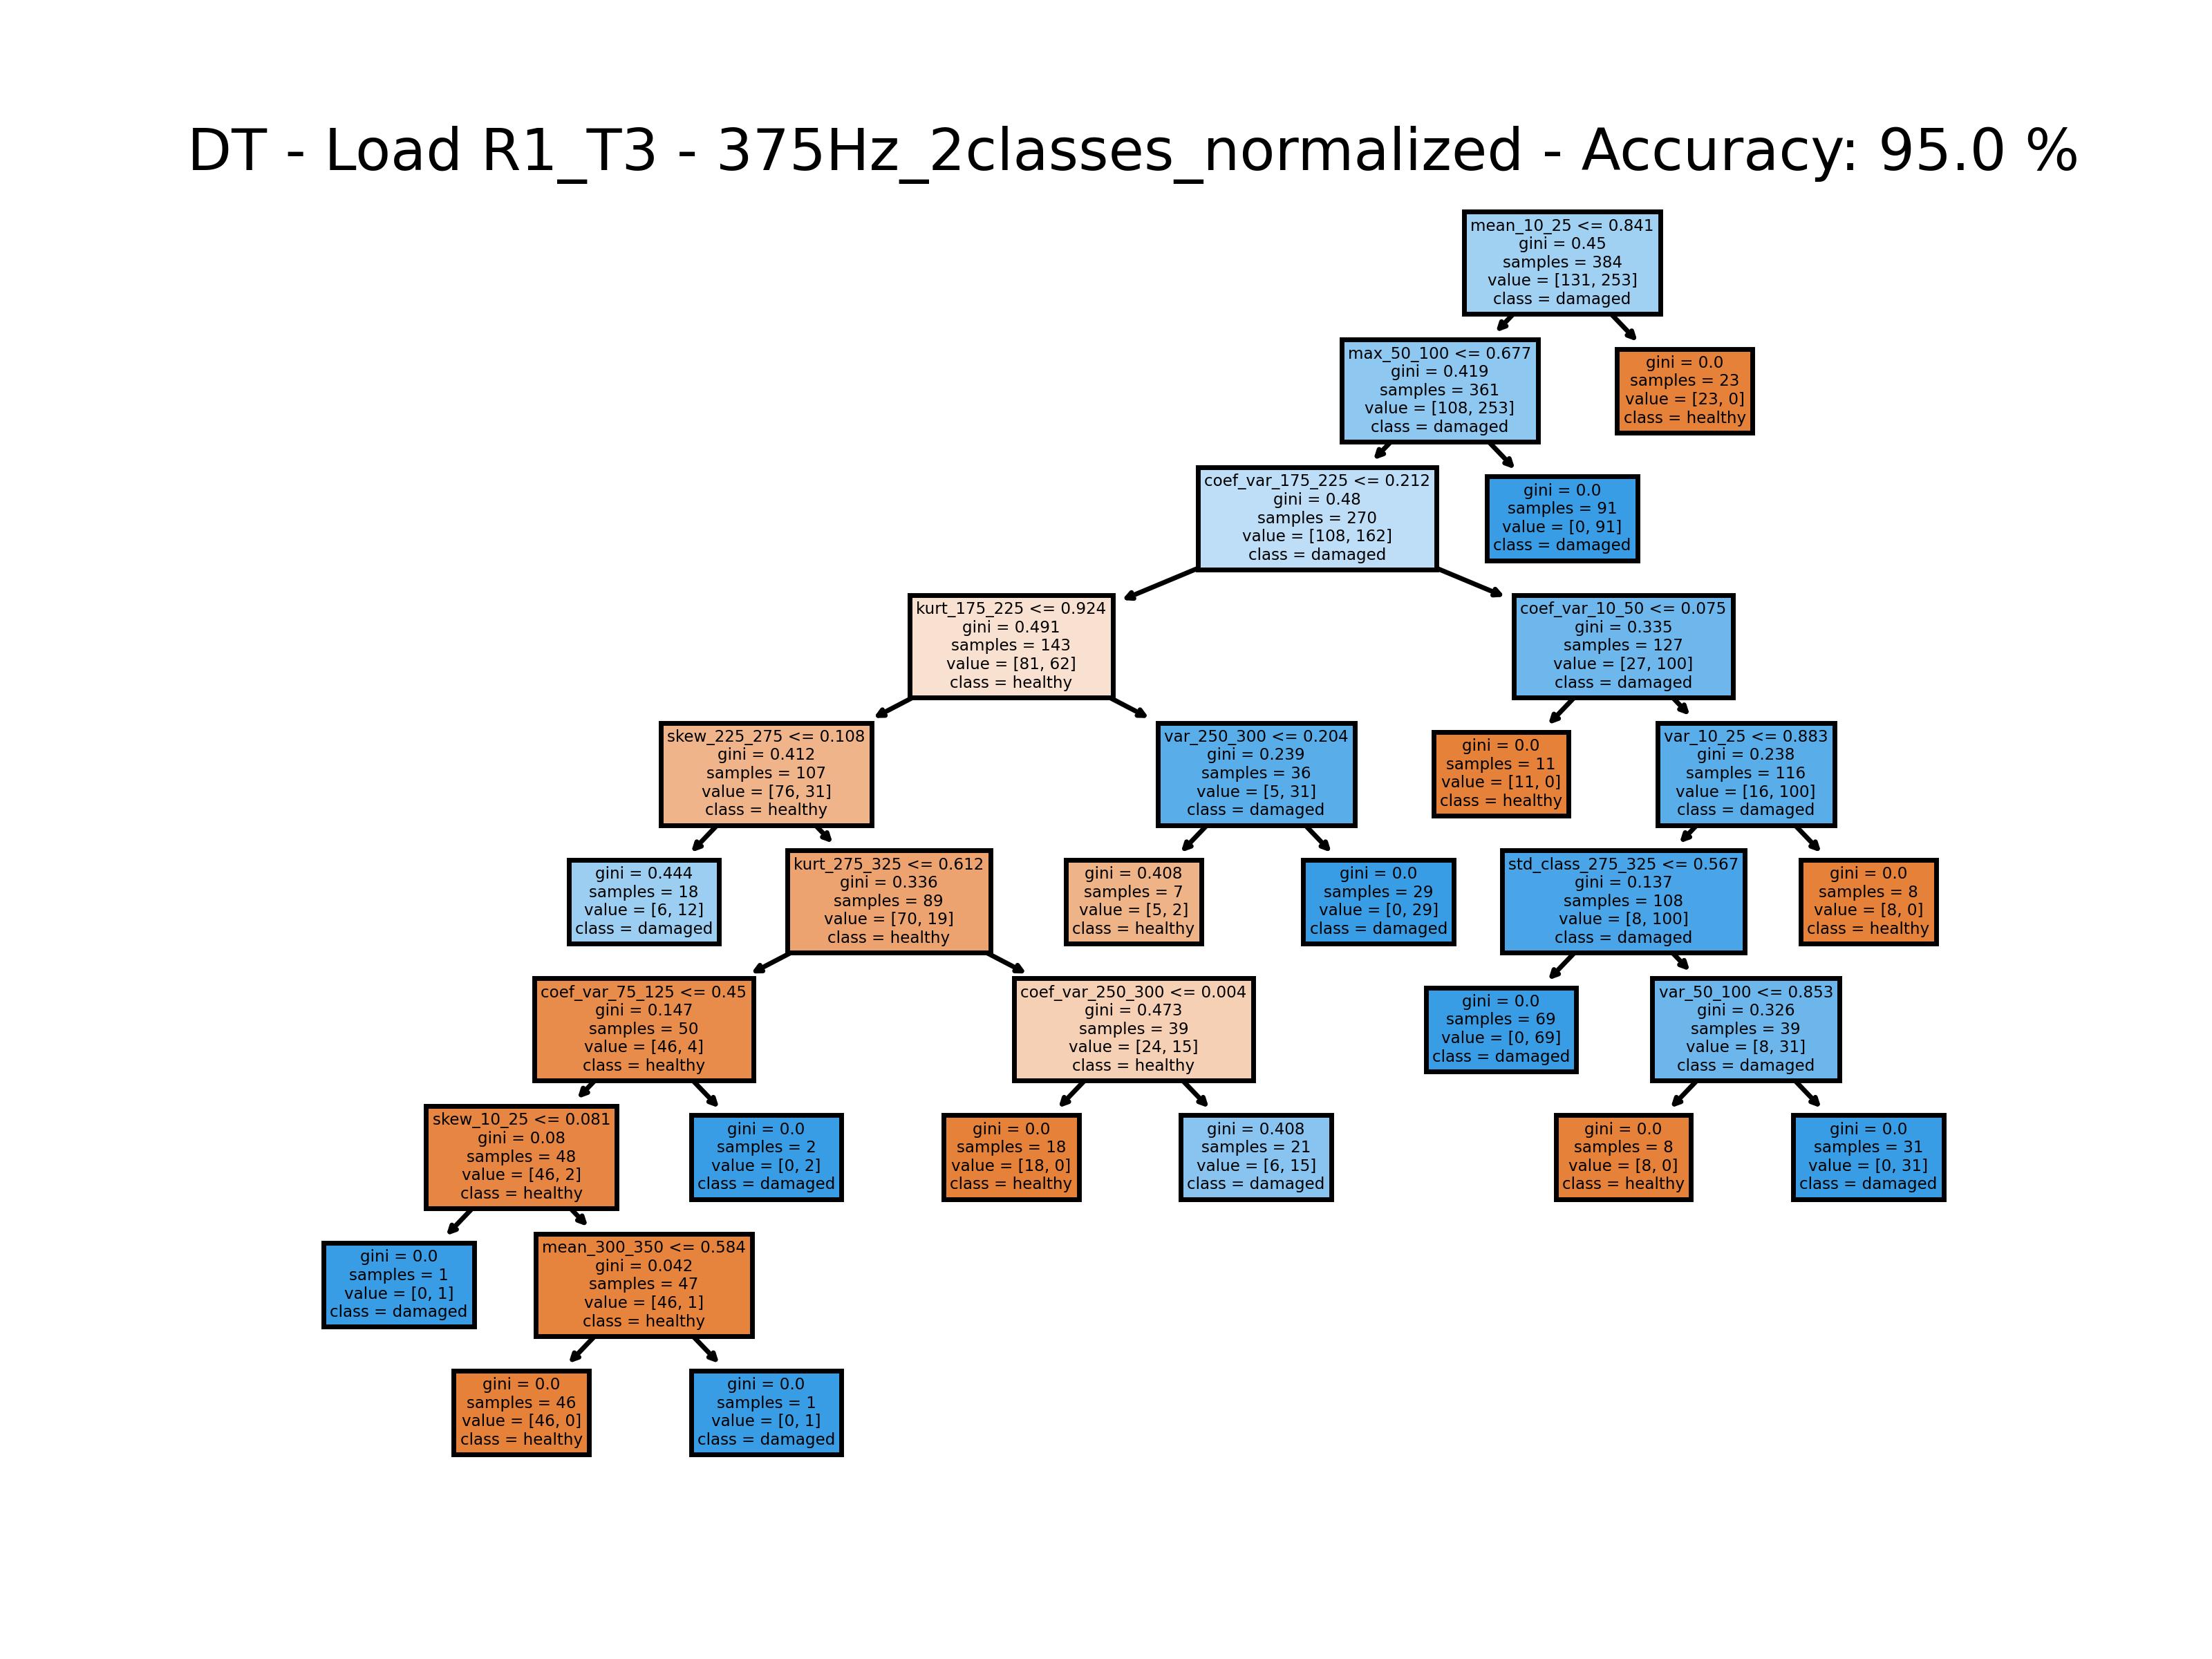 DT - Load R1_T3 - 375Hz_2classes_normalized - Accuracy: 95.0 %
mean_10_25 <= 0.841
gini = 0.45
samples = 384
value = [131, 253]
class = damaged
max_50_100 <= 0.677
gini = 0.419
samples = 361
value = [108, 253]
class = damaged
gini = 0.0
samples = 23
value = [23, 0]
class = healthy
coef_var_175_225 <= 0.212
gini = 0.48
samples = 270
value = [108, 162]
class = damaged
gini = 0.0
samples = 91
value = [0, 91]
class = damaged
kurt_175_225 <= 0.924
gini = 0.491
samples = 143
value = [81, 62]
class = healthy
coef_var_10_50 <= 0.075
gini = 0.335
samples = 127
value = [27, 100]
class = damaged
skew_225_275 <= 0.108
gini = 0.412
samples = 107
value = [76, 31]
class = healthy
var_250_300 <= 0.204
gini = 0.239
samples = 36
value = [5, 31]
class = damaged
gini = 0.0
samples = 11
value = [11, 0]
class = healthy
var_10_25 <= 0.883
gini = 0.238
samples = 116
value = [16, 100]
class = damaged
gini = 0.444
samples = 18
value = [6, 12]
class = damaged
kurt_275_325 <= 0.612
gini = 0.336
samples = 89
value = [70, 19]
class = healthy
gini = 0.408
samples = 7
value = [5, 2]
class = healthy
gini = 0.0
samples = 29
value = [0, 29]
class = damaged
std_class_275_325 <= 0.567
gini = 0.137
samples = 108
value = [8, 100]
class = damaged
gini = 0.0
samples = 8
value = [8, 0]
class = healthy
coef_var_75_125 <= 0.45
gini = 0.147
samples = 50
value = [46, 4]
class = healthy
coef_var_250_300 <= 0.004
gini = 0.473
samples = 39
value = [24, 15]
class = healthy
gini = 0.0
samples = 69
value = [0, 69]
class = damaged
var_50_100 <= 0.853
gini = 0.326
samples = 39
value = [8, 31]
class = damaged
skew_10_25 <= 0.081
gini = 0.08
samples = 48
value = [46, 2]
class = healthy
gini = 0.0
samples = 2
value = [0, 2]
class = damaged
gini = 0.0
samples = 18
value = [18, 0]
class = healthy
gini = 0.408
samples = 21
value = [6, 15]
class = damaged
gini = 0.0
samples = 8
value = [8, 0]
class = healthy
gini = 0.0
samples = 31
value = [0, 31]
class = damaged
gini = 0.0
samples = 1
value = [0, 1]
class = damaged
mean_300_350 <= 0.584
gini = 0.042
samples = 47
value = [46, 1]
class = healthy
gini = 0.0
samples = 46
value = [46, 0]
class = healthy
gini = 0.0
samples = 1
value = [0, 1]
class = damaged